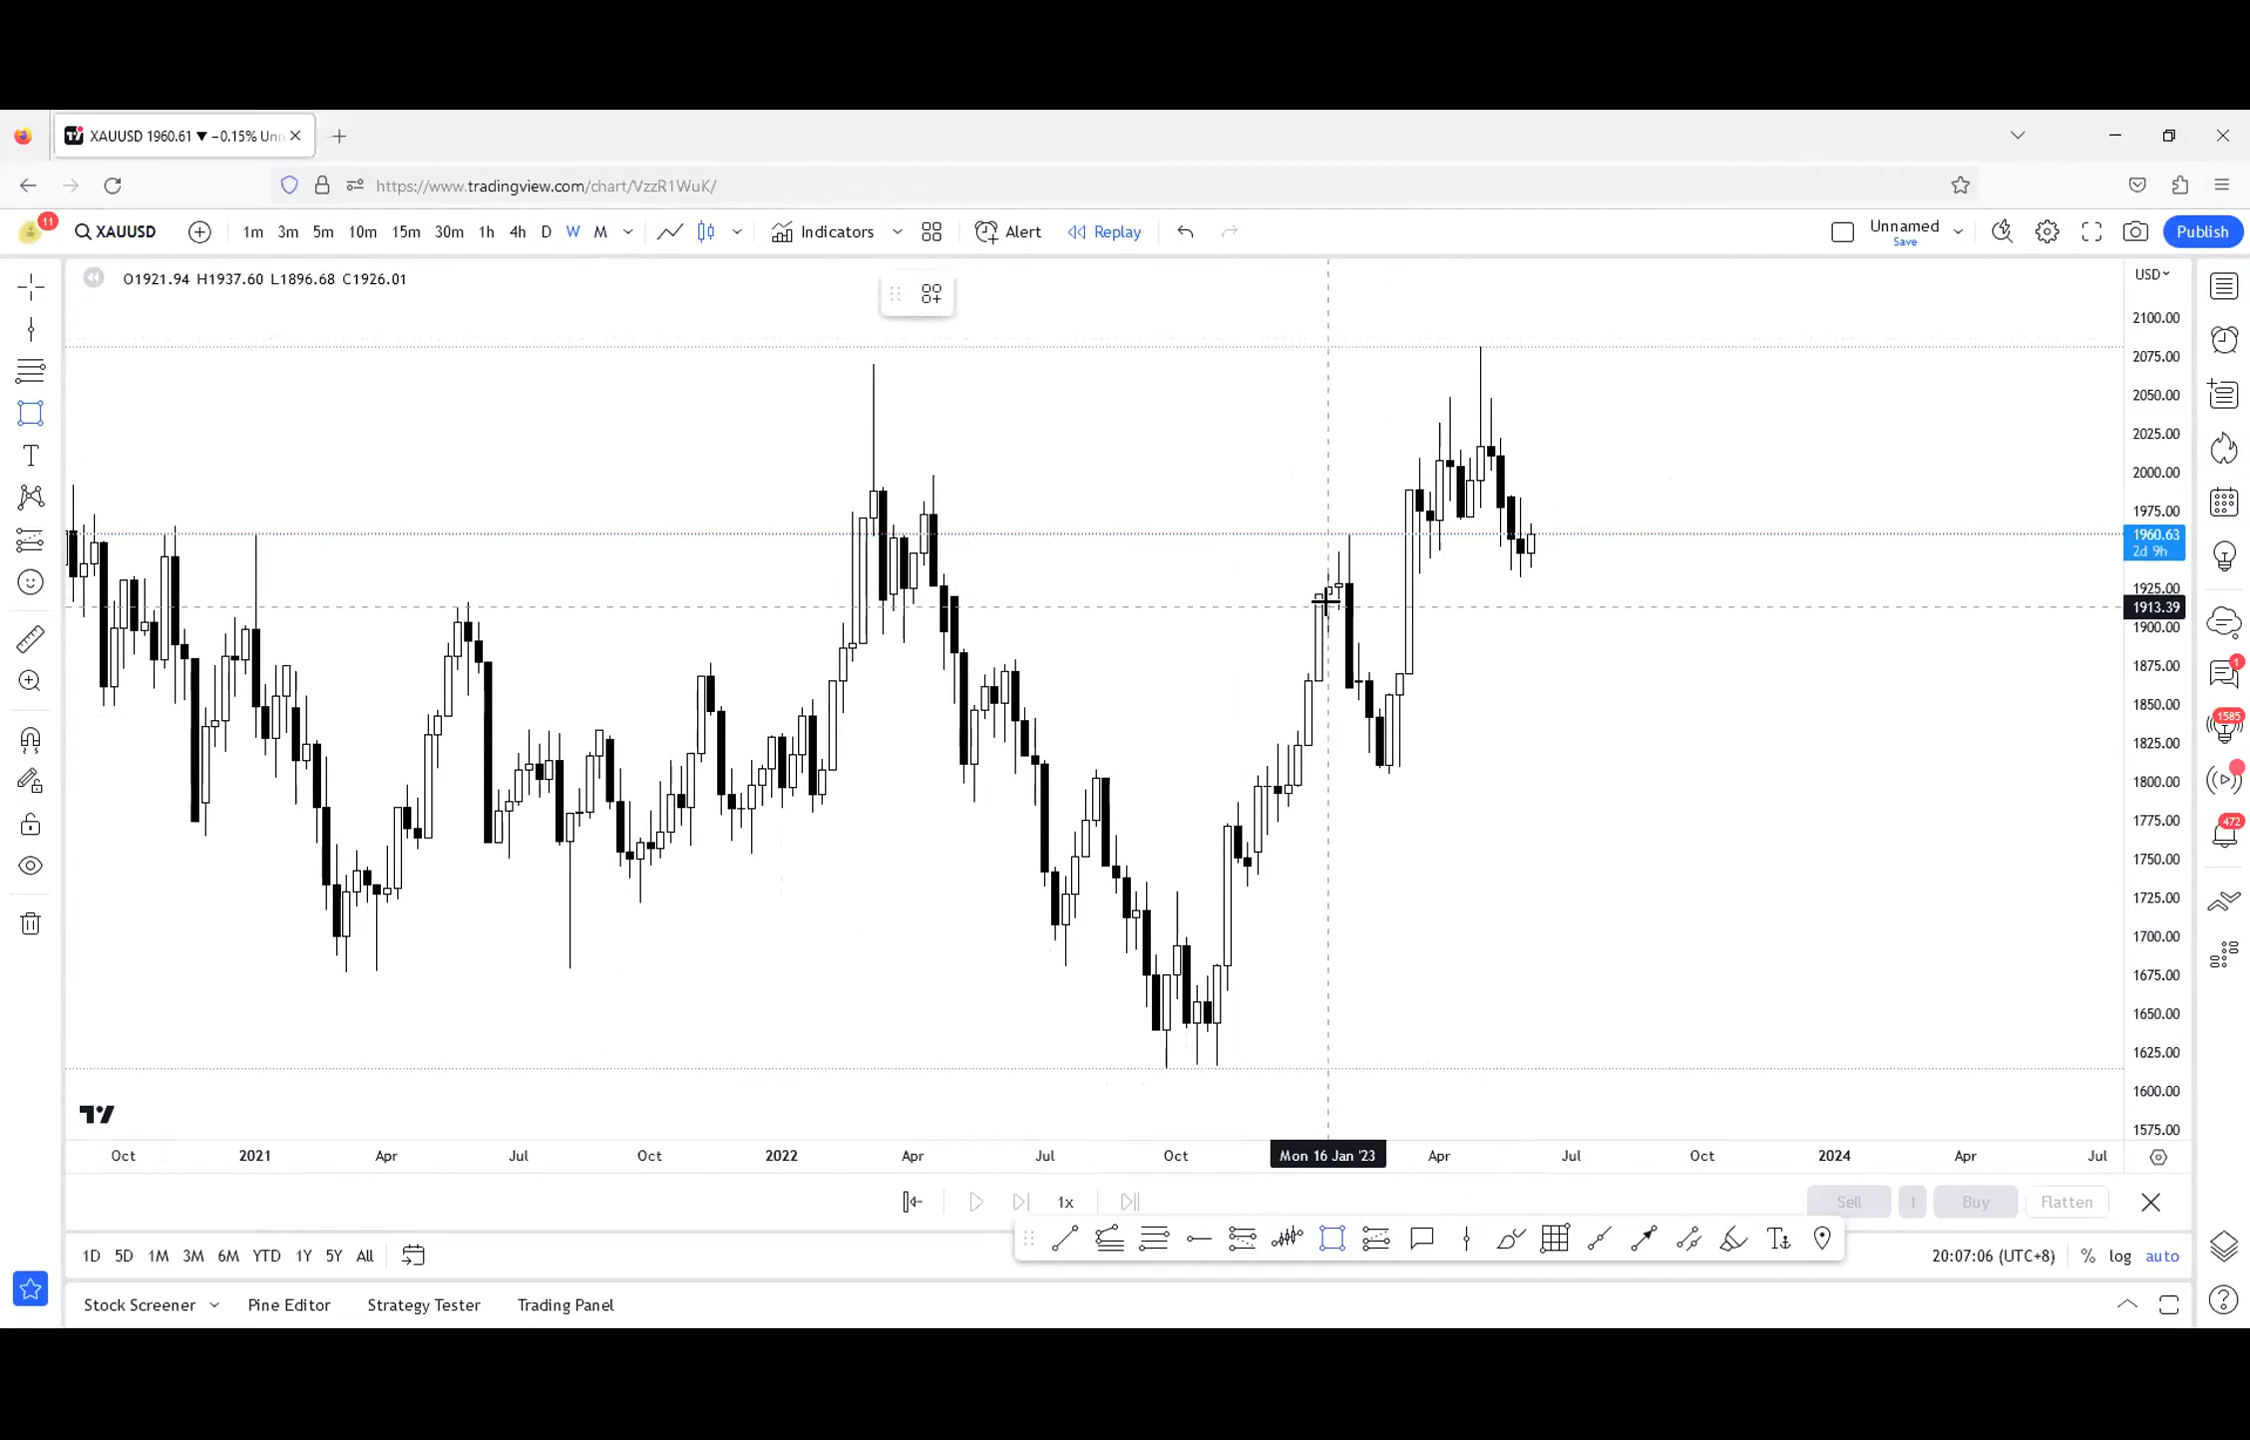 XAUUSD 1960.61 ▼ −0.15% Unn
https://www.tradingview.com/chart/VzzR1WuK/
11 XAUUSD 1m 3m 5m 10m 15m 30m 1h 4h D W M Indicators Alert Replay Unnamed Save Publish
O1921.94 H1937.60 L1896.68 C1926.01
USD
2100.00
2075.00
2050.00
2025.00
2000.00
1975.00
1960.63
2d 9h
1925.00
1913.39
1900.00
1875.00
1850.00
1825.00
1800.00
1775.00
1750.00
1725.00
1700.00
1675.00
1650.00
1625.00
1600.00
1575.00
1
1585
472
Oct 2021 Apr Jul Oct 2022 Apr Jul Oct Mon 16 Jan '23 Apr Jul Oct 2024 Apr Jul
1x Sell 1 Buy Flatten
1D 5D 1M 3M 6M YTD 1Y 5Y All 20:07:06 (UTC+8) % log auto
Stock Screener Pine Editor Strategy Tester Trading Panel